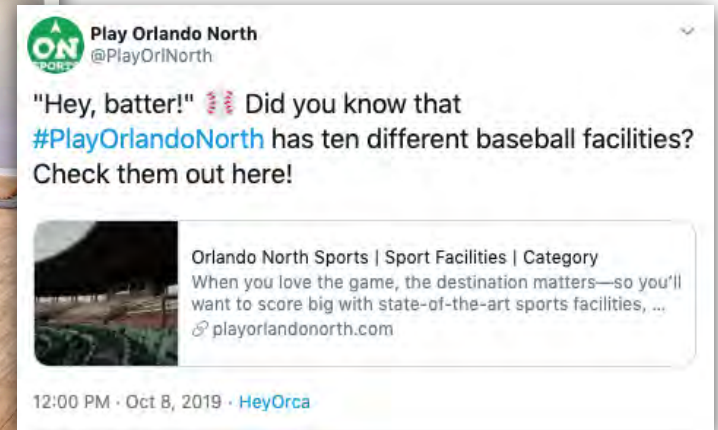 ON
SPORTS
Play Orlando North
@PlayOrlNorth
"Hey, batter!" ⚾ Did you know that
#PlayOrlandoNorth has ten different baseball facilities?
Check them out here!
Orlando North Sports | Sport Facilities | Category
When you love the game, the destination matters—so you'll
want to score big with state-of-the-art sports facilities, ...
playorlandonorth.com
12:00 PM · Oct 8, 2019 · HeyOrca